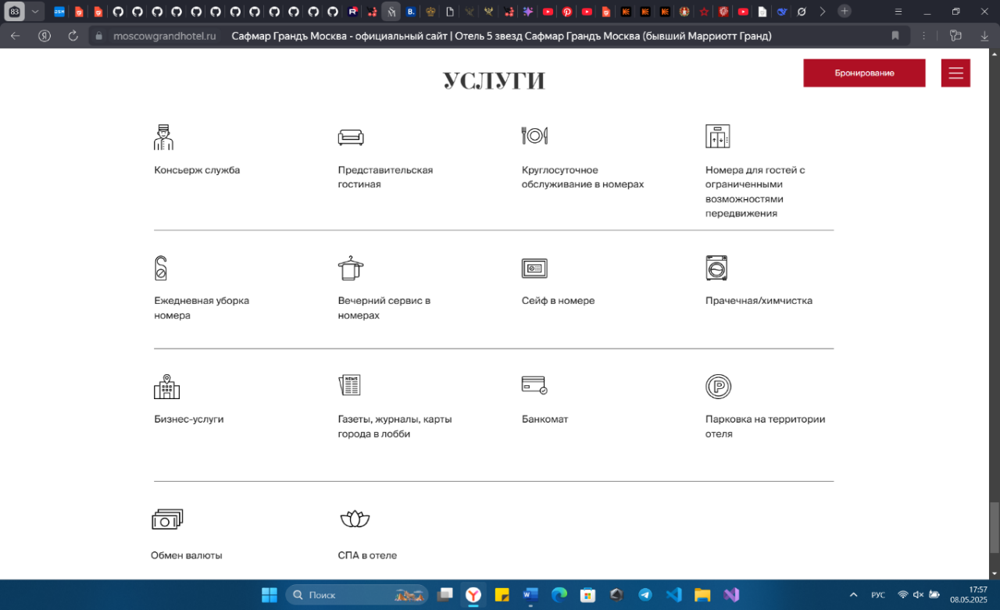 83
moscowgrandhotel.ru
Сафмар Грандъ Москва - официальный сайт | Отель 5 звезд Сафмар Грандъ Москва (бывший Марриотт Гранд)
УСЛУГИ
Бронирование
Консьерж служба
Представительская
гостиная
Круглосуточное
обслуживание в номерах
Номера для гостей с
ограниченными
возможностями
передвижения
Ежедневная уборка
номера
Вечерний сервис в
номерах
Сейф в номере
Прачечная/химчистка
NEWS
Бизнес-услуги
Газеты, журналы, карты
города в лобби
Банкомат
P
Парковка на территории
отеля
Обмен валюты
СПА в отеле
Поиск
РУС
17:57
08.05.2025